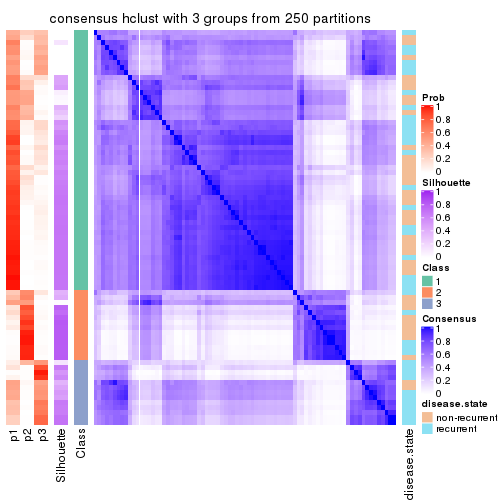 consensus hclust with 3 groups from 250 partitions
Prob
1
0.8
0.6
0.4
0.2
0
Silhouette
1
0.8
0.6
0.4
0.2
0
Class
1
2
3
Consensus
1
0.8
0.6
0.4
0.2
0
disease.state
non-recurrent
recurrent
p1
p2
p3
Silhouette
Class
disease.state